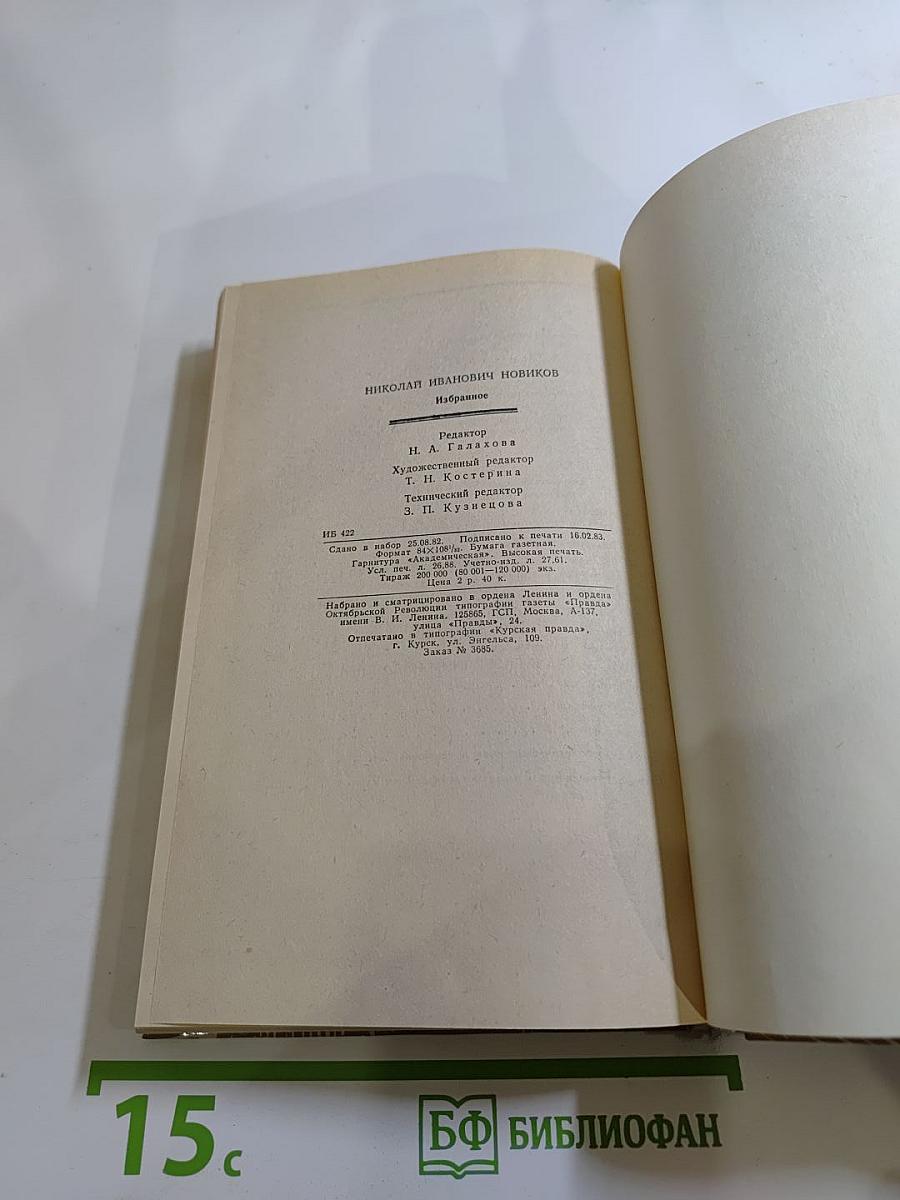 НИКОЛАЙ ИВАНОВИЧ НОВИКОВ
Избранное
Редактор
Н. А. Галахова
Художественный редактор
Т. Н. Костерина
Технический редактор
З. П. Кузнецова
ИБ 422
Сдано в набор 25.08.82. Подписано к печати 16.02.83.
Формат 84×108¹/₃₂. Бумага газетная.
Гарнитура «Академическая». Высокая печать.
Усл. печ. л. 26,88. Учетно-изд. л. 27,61.
Тираж 200 000 (80 001—120 000) экз.
Цена 2 р. 40 к.
Набрано и сматрицировано в ордена Ленина и ордена
Октябрьской Революции типографии газеты «Правда»
имени В. И. Ленина. 125865, ГСП, Москва, А-137,
улица «Правды», 24.
Отпечатано в типографии «Курская правда»,
г. Курск, ул. Энгельса, 109.
Заказ № 3685.
15 с
БФ БИБЛИОФАН